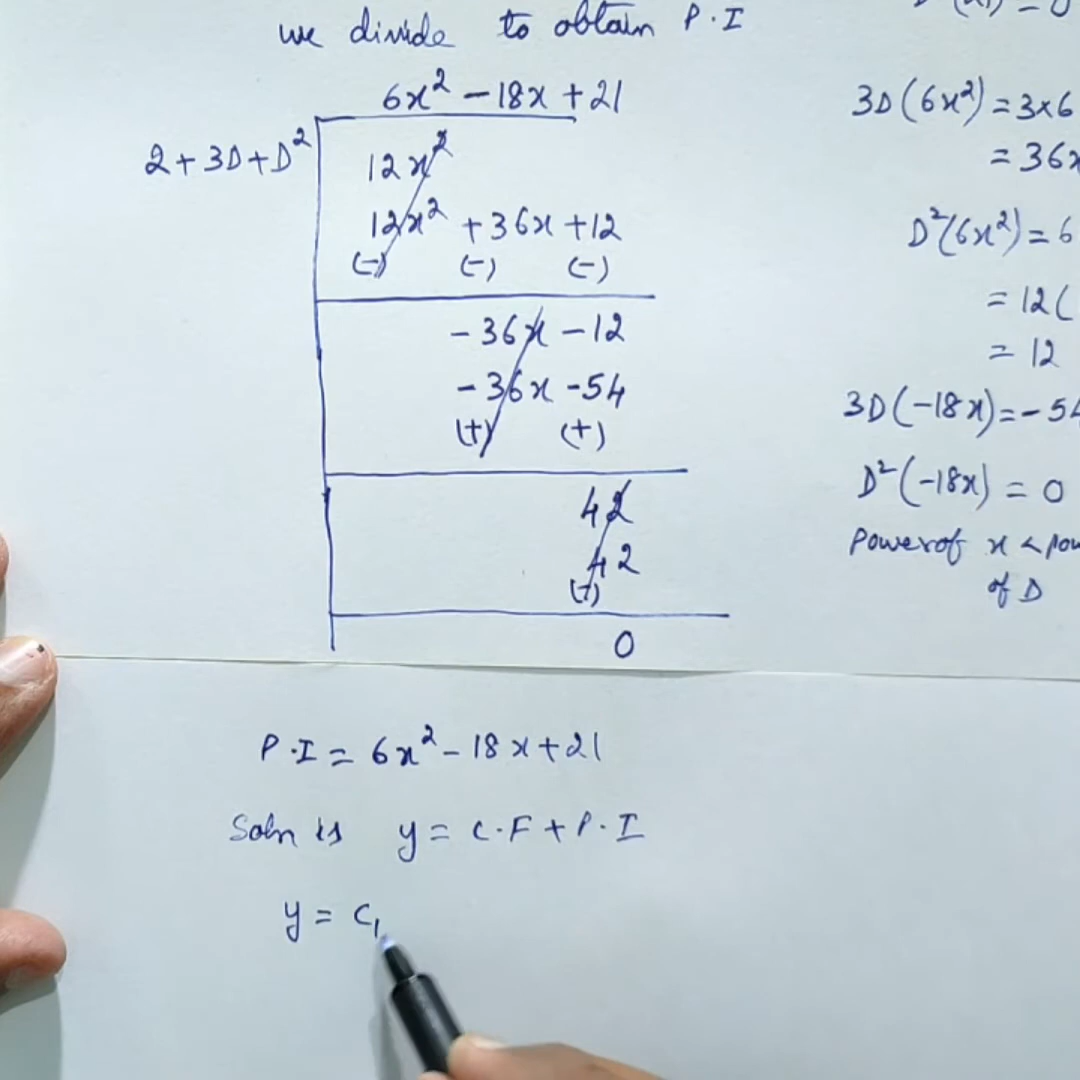 we divide to obtain P.I
6x² - 18x + 21
2 + 3D + D²
12x²
12x² + 36x + 12
(-) (-) (-)
- 36x - 12
- 36x - 54
(+) (+)
42
42
(-)
0
P.I = 6x² - 18x + 21
Soln is y = C.F + P.I
y = C₁
3D(6x²) = 3×6
= 36x
D²(6x²) = 6
= 12(
= 12
3D(-18x) = -54
D²(-18x) = 0
Power of x <
of D